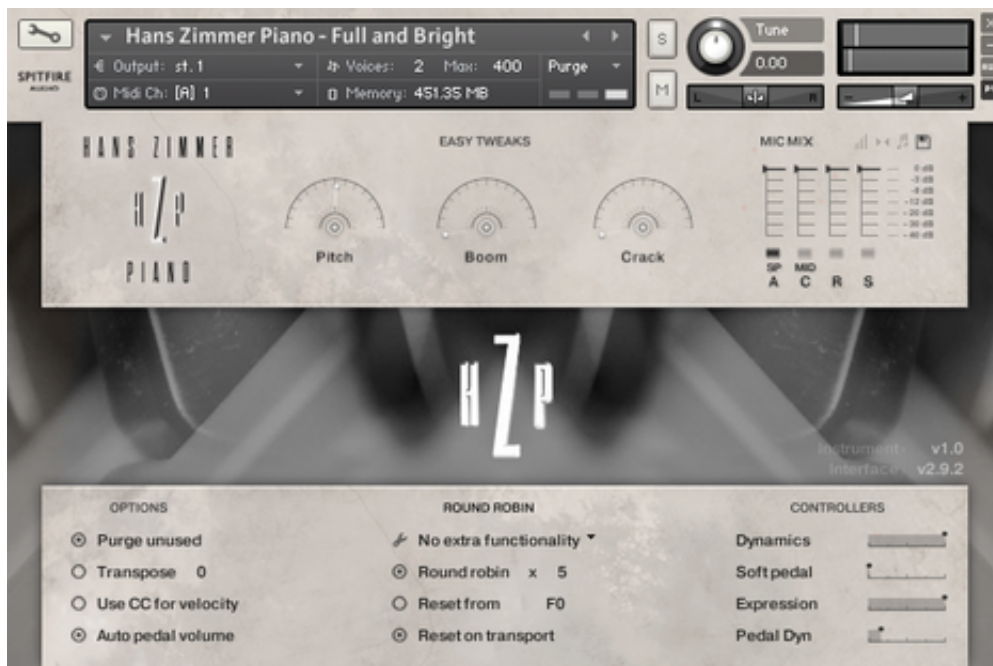 Hans Zimmer Piano - Full and Bright
S
Tune
Output: st.1
Voices: 2 Max: 400
Purge
0.00
SPITFIRE
AUDIO
Midi Ch: [A] 1
Memory: 451.35 MB
M
L
R
-
+
HANS ZIMMER
HZP
PIANO
EASY TWEAKS
Pitch
Boom
Crack
MIC MIX
0 dB
-3 dB
-6 dB
-12 dB
-20 dB
-30 dB
-40 dB
SP MID
A C R S
HZP
Instrument: v1.0
Interface: v2.9.2
OPTIONS
Purge unused
Transpose 0
Use CC for velocity
Auto pedal volume
ROUND ROBIN
No extra functionality
Round robin x 5
Reset from F0
Reset on transport
CONTROLLERS
Dynamics
Soft pedal
Expression
Pedal Dyn